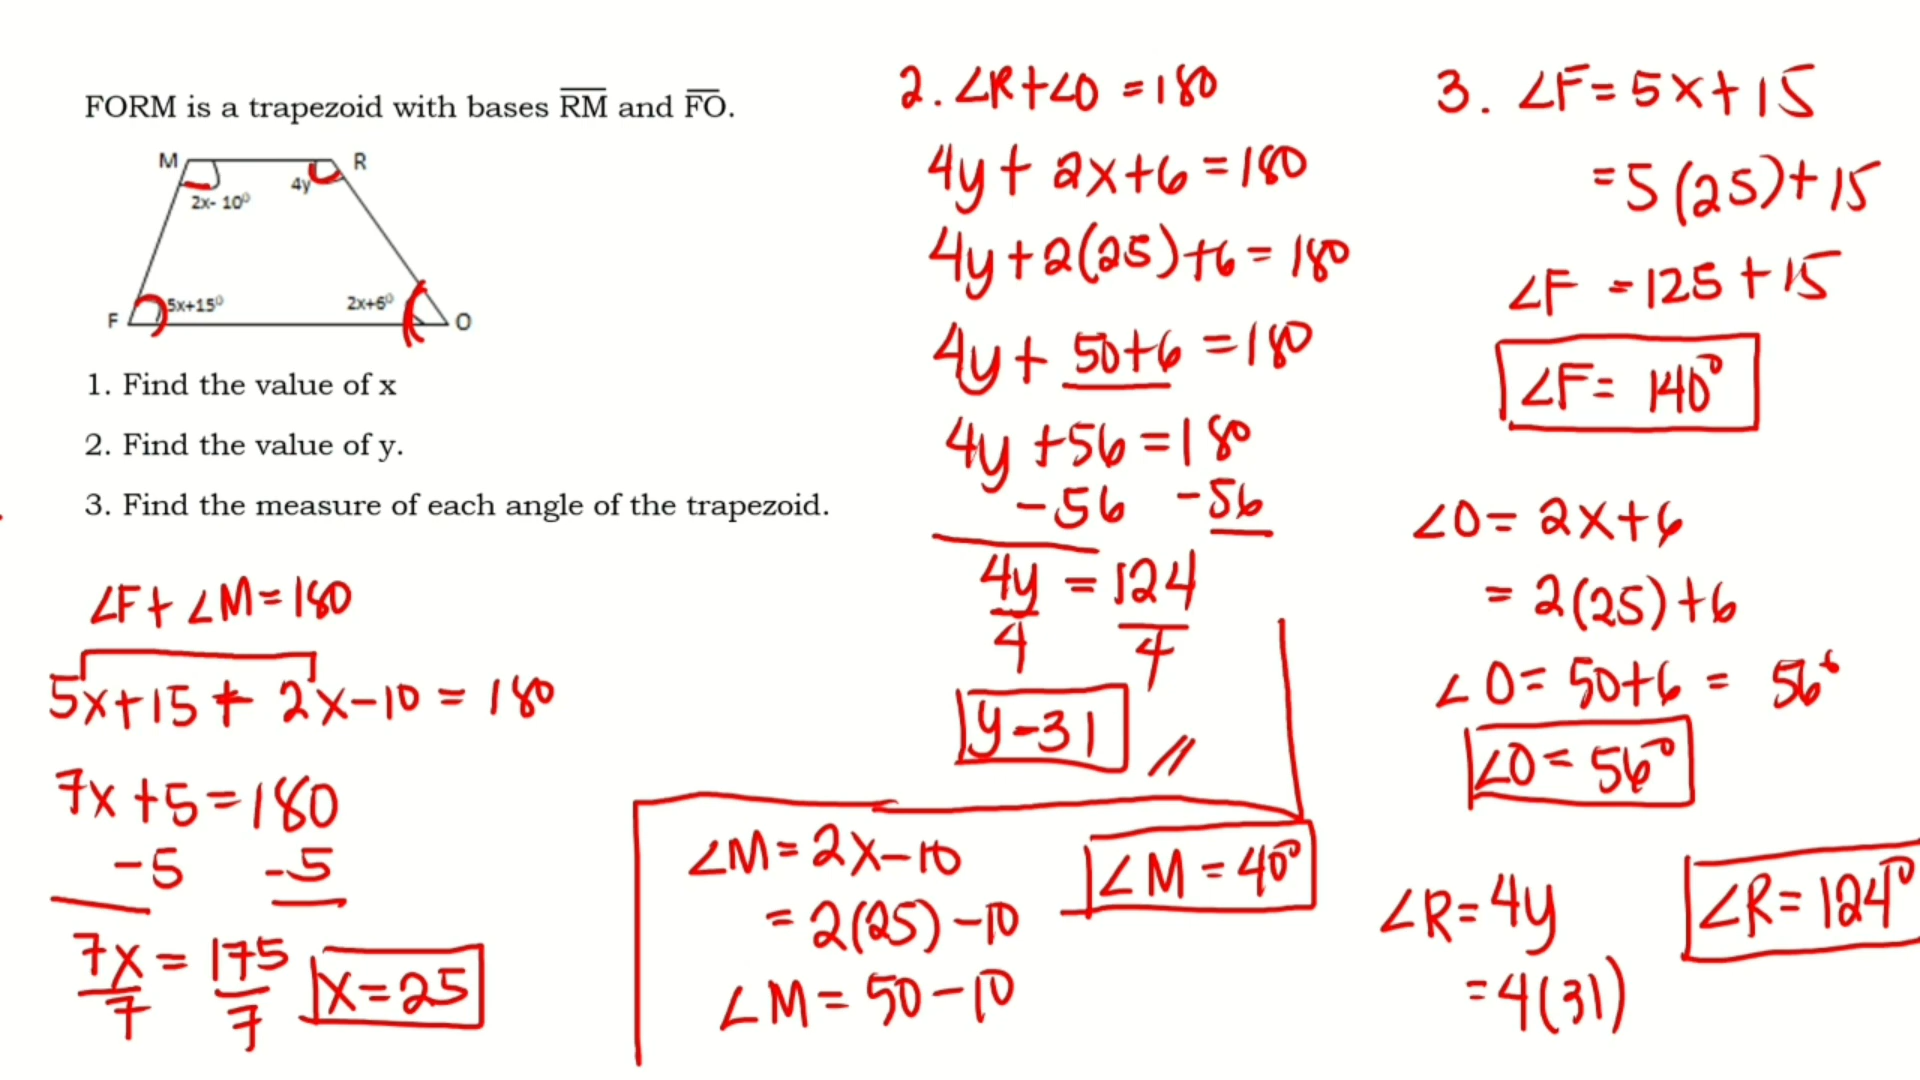 FORM is a trapezoid with bases R̅M̅ and F̅O̅.
M
R
4y
2x- 10⁰
5x+15⁰
2x+6⁰
F
O
1. Find the value of x
2. Find the value of y.
3. Find the measure of each angle of the trapezoid.
∠F+ ∠M=180
5x+15 + 2x-10 = 180
7x +5 = 180
-5 -5
7x = 175
7 7
x=25
2. ∠R+∠O =180
4y + 2x+6 =180
4y+2(25)+6= 180
4y + 50+6 =180
4y +56 =180
-56 -56
4y = 124
4 4
y-31
∠M= 2x-10
= 2(25) -10
∠M = 50-10
∠M = 40°
3. ∠F= 5x+15
=5(25)+15
∠F =125 +15
∠F= 140°
∠O= 2x+6
= 2(25)+6
∠O= 50+6 = 56°
∠O= 56°
∠R= 4y
=4(31)
∠R= 124°